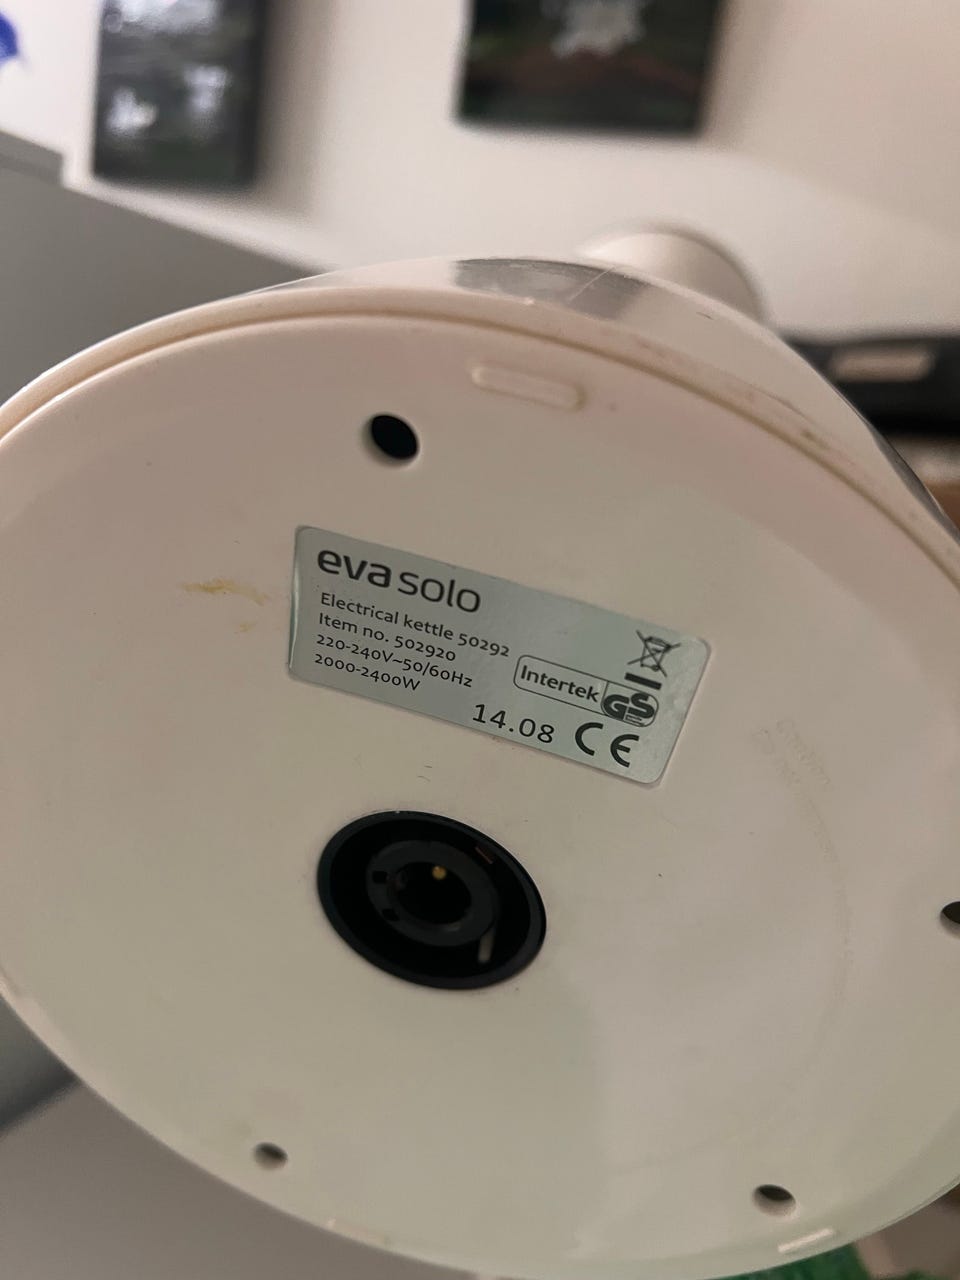 eva solo
Electrical kettle 50292
Item no. 502920
220-240V~50/60Hz
2000-2400W
Intertek
GS
14.08
CE